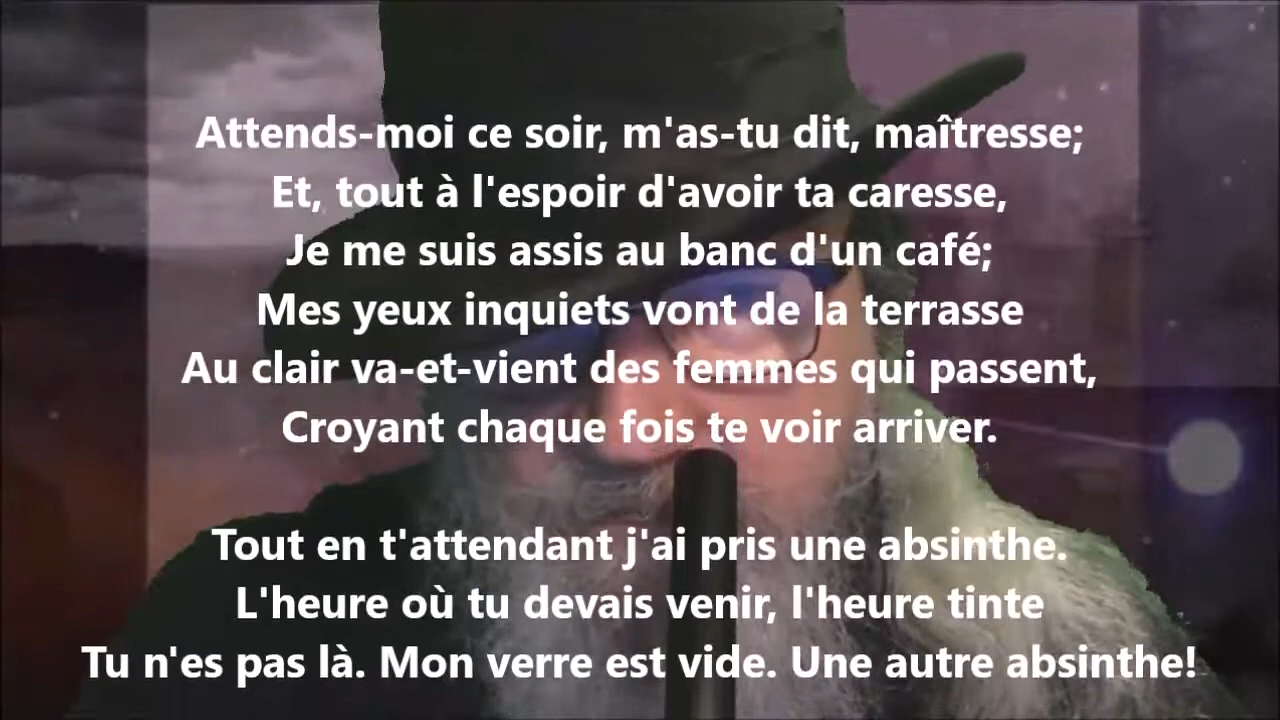 Attends-moi ce soir, m'as-tu dit, maîtresse;
Et, tout à l'espoir d'avoir ta caresse,
Je me suis assis au banc d'un café;
Mes yeux inquiets vont de la terrasse
Au clair va-et-vient des femmes qui passent,
Croyant chaque fois te voir arriver.
Tout en t'attendant j'ai pris une absinthe.
L'heure où tu devais venir, l'heure tinte
Tu n'es pas là. Mon verre est vide. Une autre absinthe!